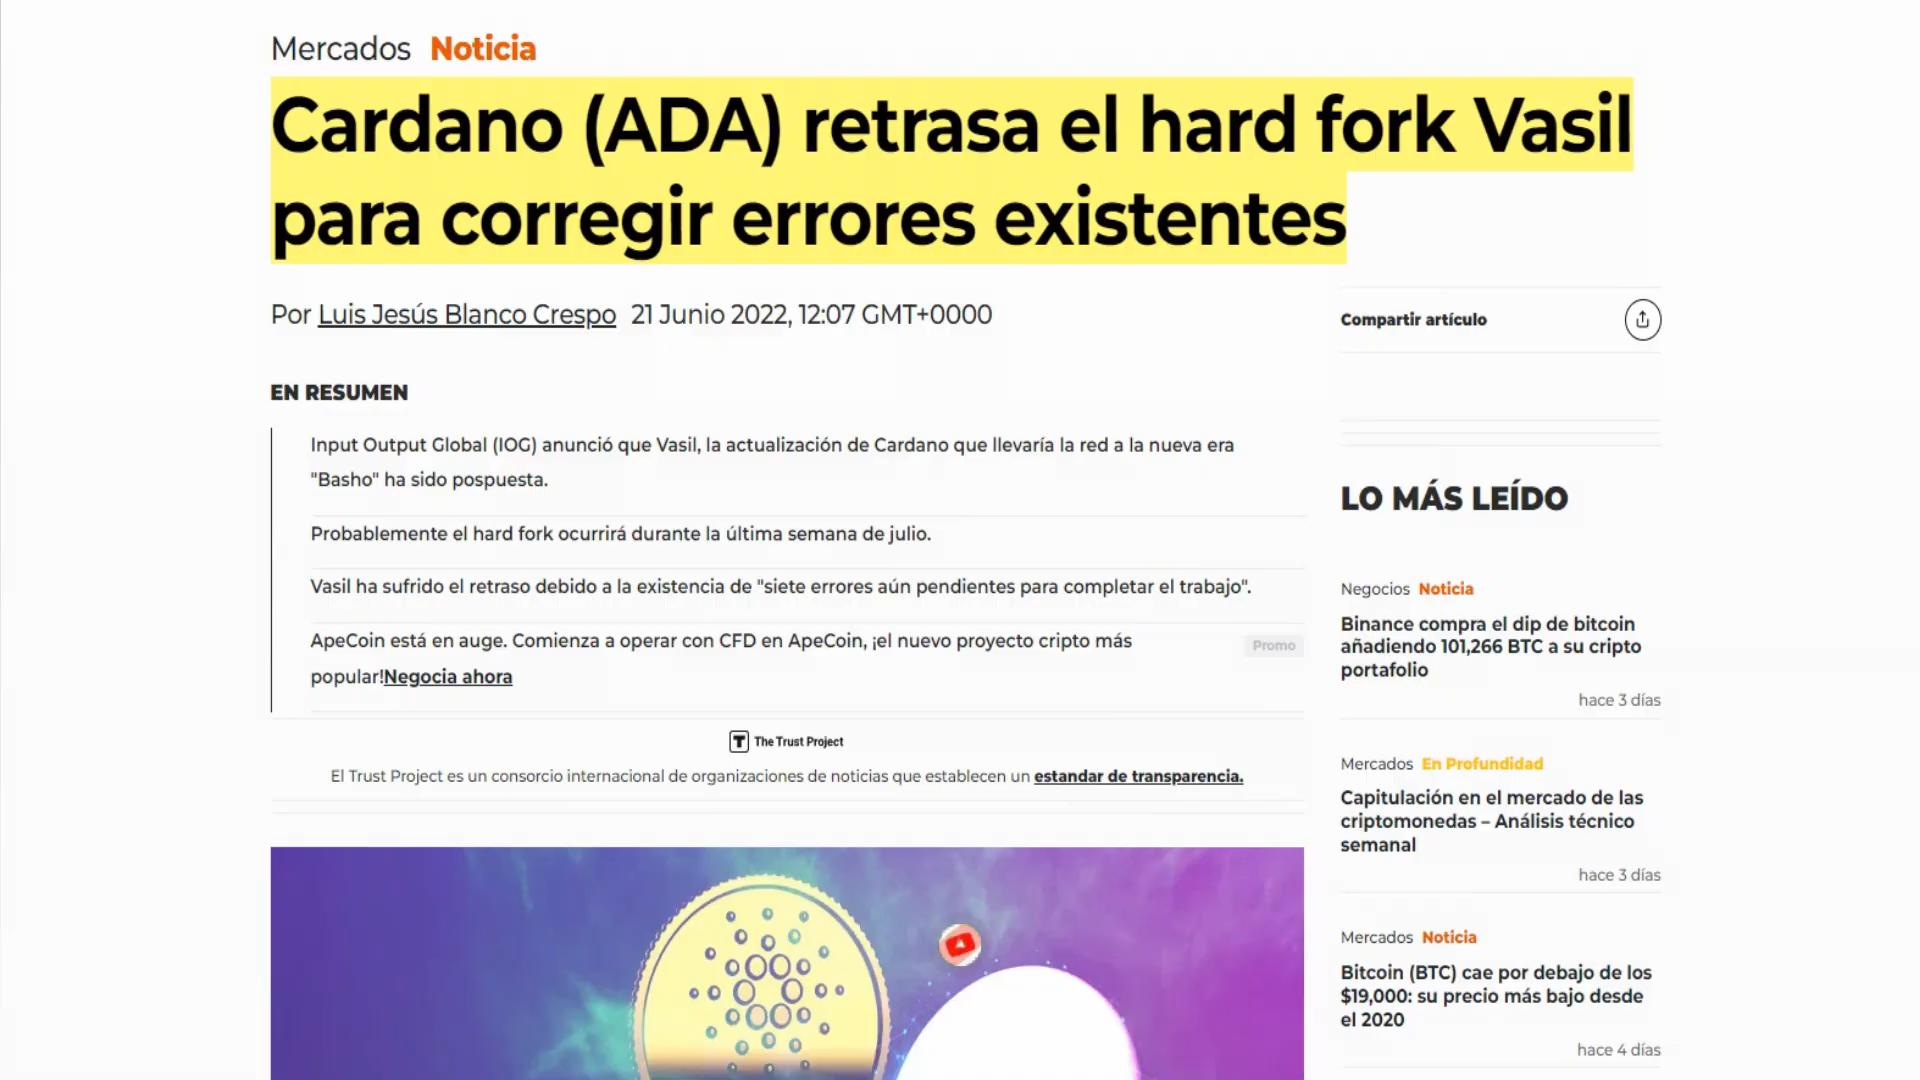 Mercados Noticia
Cardano (ADA) retrasa el hard fork Vasil
para corregir errores existentes
Por Luis Jesús Blanco Crespo 21 Junio 2022, 12:07 GMT+0000
EN RESUMEN
Input Output Global (IOG) anunció que Vasil, la actualización de Cardano que llevaría la red a la nueva era
"Basho" ha sido pospuesta.
Probablemente el hard fork ocurrirá durante la última semana de julio.
Vasil ha sufrido el retraso debido a la existencia de "siete errores aún pendientes para completar el trabajo".
ApeCoin está en auge. Comienza a operar con CFD en ApeCoin, ¡el nuevo proyecto cripto más
popular!Negocia ahora
Promo
T The Trust Project
El Trust Project es un consorcio internacional de organizaciones de noticias que establecen un estandar de transparencia.
Compartir artículo
LO MÁS LEÍDO
Negocios Noticia
Binance compra el dip de bitcoin
añadiendo 101,266 BTC a su cripto
portafolio
hace 3 días
Mercados En Profundidad
Capitulación en el mercado de las
criptomonedas – Análisis técnico
semanal
hace 3 días
Mercados Noticia
Bitcoin (BTC) cae por debajo de los
$19,000: su precio más bajo desde
el 2020
hace 4 días